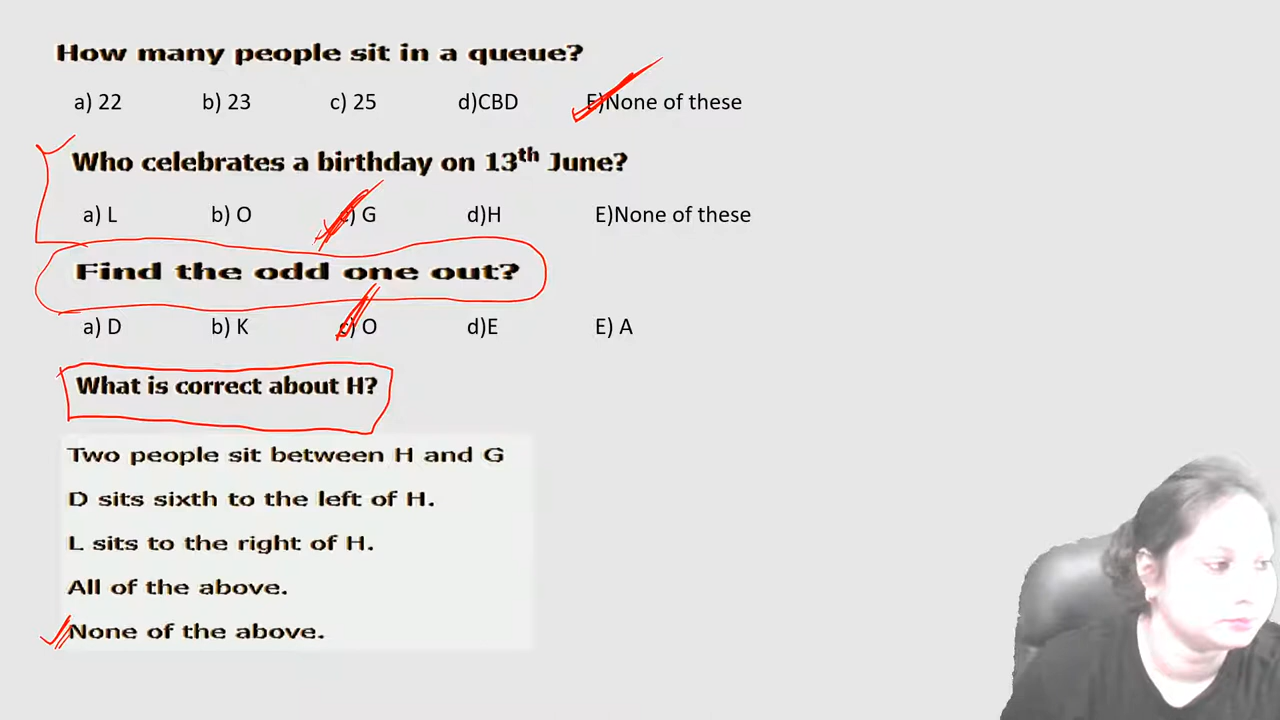 How many people sit in a queue?
a) 22 b) 23 c) 25 d)CBD E)None of these
Who celebrates a birthday on 13th June?
a) L b) O c) G d)H E)None of these
Find the odd one out?
a) D b) K c) O d)E E) A
What is correct about H?
Two people sit between H and G
D sits sixth to the left of H.
L sits to the right of H.
All of the above.
None of the above.